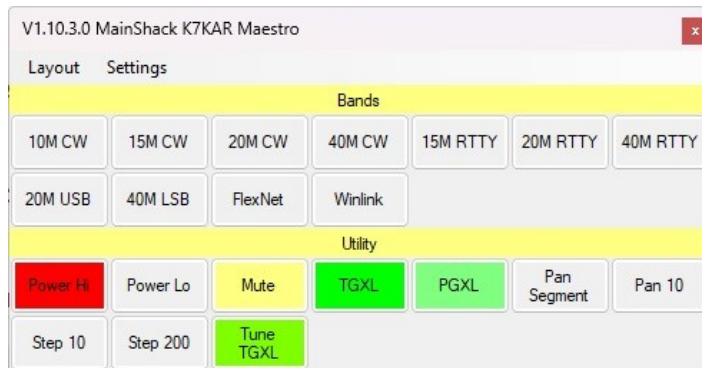 V1.10.3.0 MainShack K7KAR Maestro x
Layout Settings
Bands
10M CW 15M CW 20M CW 40M CW 15M RTTY 20M RTTY 40M RTTY
20M USB 40M LSB FlexNet Winlink
Utility
Power Hi Power Lo Mute TGXL PGXL Pan Segment Pan 10
Step 10 Step 200 Tune TGXL